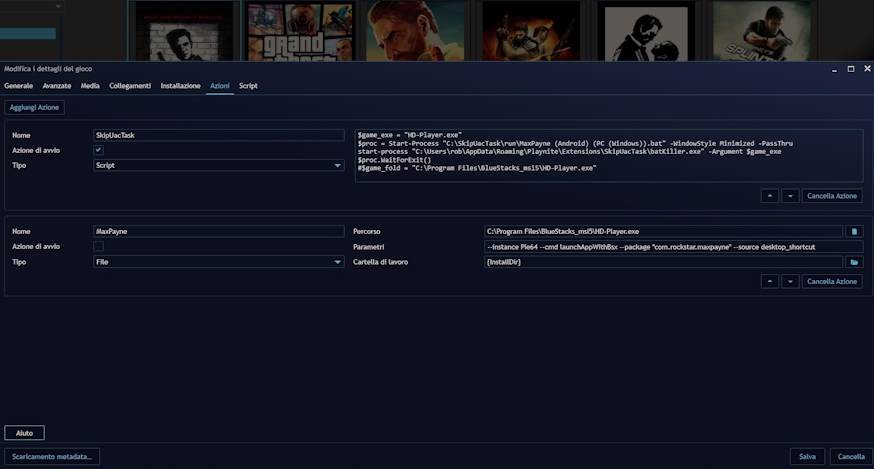 grand
SPLINTER
Modifica i dettagli del gioco
Generale Avanzate Media Collegamenti Installazione Azioni Script
Aggiungi Azione
Nome SkipUacTask
Azione di avvio
Tipo Script
$game_exe = "HD-Player.exe"
$proc = Start-Process "C:\SkipUacTask\run\MaxPayne (Android) (PC (Windows)).bat" -WindowStyle Minimized -PassThru
start-process "C:\Users\rob\AppData\Roaming\Playnite\Extensions\SkipUacTask\batKiller.exe" -Argument $game_exe
$proc.WaitForExit()
#$game_fold = "C:\Program Files\BlueStacks_msi5\HD-Player.exe"
Cancella Azione
Nome MaxPayne
Azione di avvio
Tipo File
Percorso C:\Program Files\BlueStacks_msi5\HD-Player.exe
Parametri --instance Pie64 --cmd launchAppWithBsx --package "com.rockstar.maxpayne" --source desktop_shortcut
Cartella di lavoro {InstallDir}
Cancella Azione
Aiuto
Scaricamento metadata... Salva Cancella